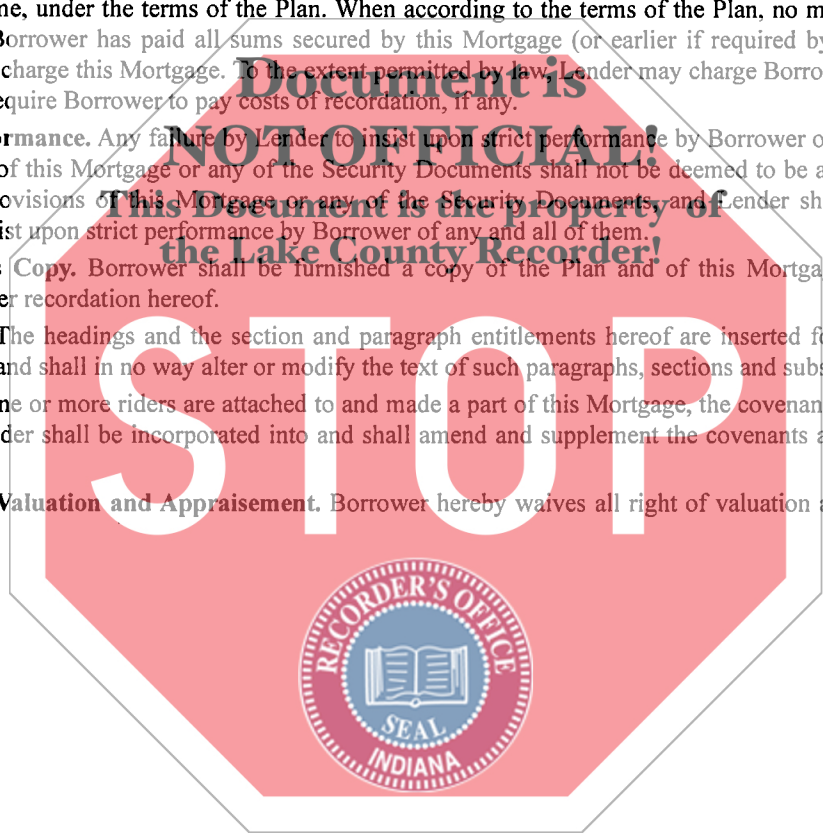 ne, under the terms of the Plan. When according to the terms of the Plan, no m
Borrower has paid all sums secured by this Mortgage (or earlier if required by
charge this Mortgage. To the extent permitted by law, Lender may charge Borro
equire Borrower to pay costs of recordation, if any.
Document is
NOT OFFICIAL!
This Document is the property of
the Lake County Recorder!
rmance. Any failure by Lender to insist upon strict performance by Borrower o
of this Mortgage or any of the Security Documents shall not be deemed to be a
ovisions of this Mortgage or any of the Security Documents, and Lender sh
ist upon strict performance by Borrower of any and all of them.
s Copy. Borrower shall be furnished a copy of the Plan and of this Mortga
er recordation hereof.
The headings and the section and paragraph entitlements hereof are inserted fo
and shall in no way alter or modify the text of such paragraphs, sections and subs
ne or more riders are attached to and made a part of this Mortgage, the covenan
der shall be incorporated into and shall amend and supplement the covenants a
STOP
Valuation and Appraisement. Borrower hereby waives all right of valuation a
RECORDER'S OFFICE
SEAL
INDIANA